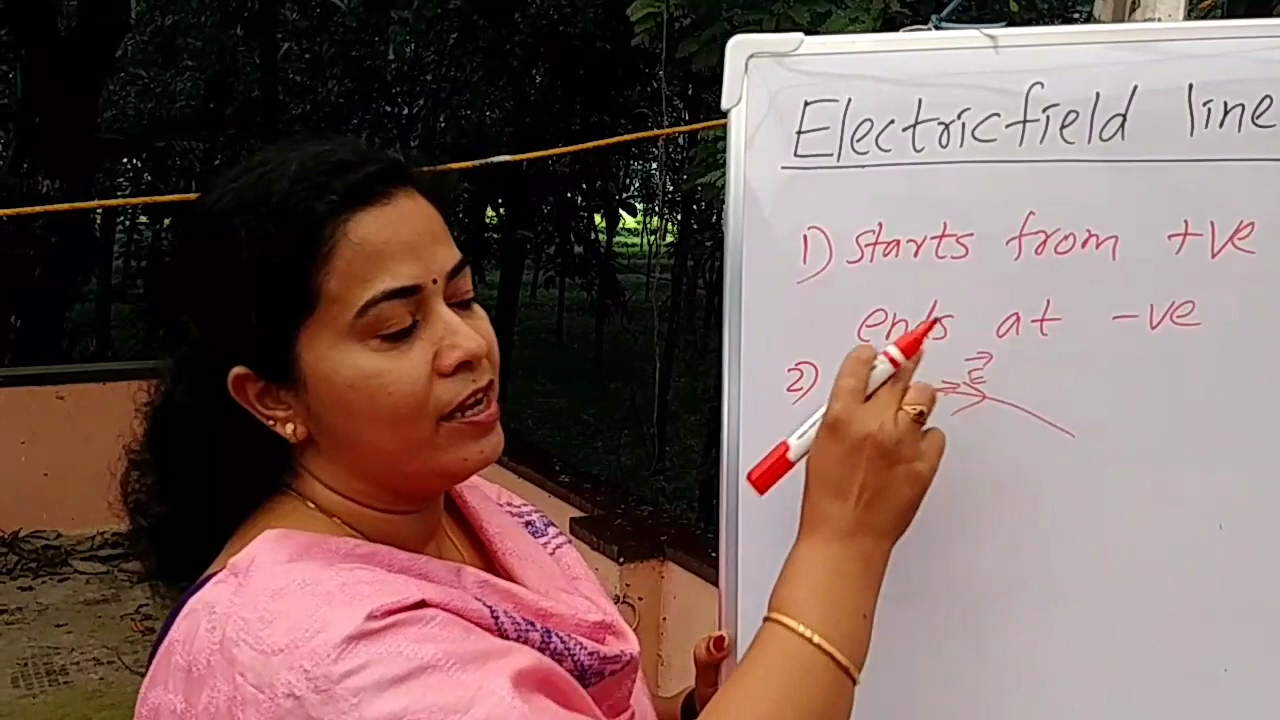 Electricfield line
1) starts from +ve
ends at -ve
2) E